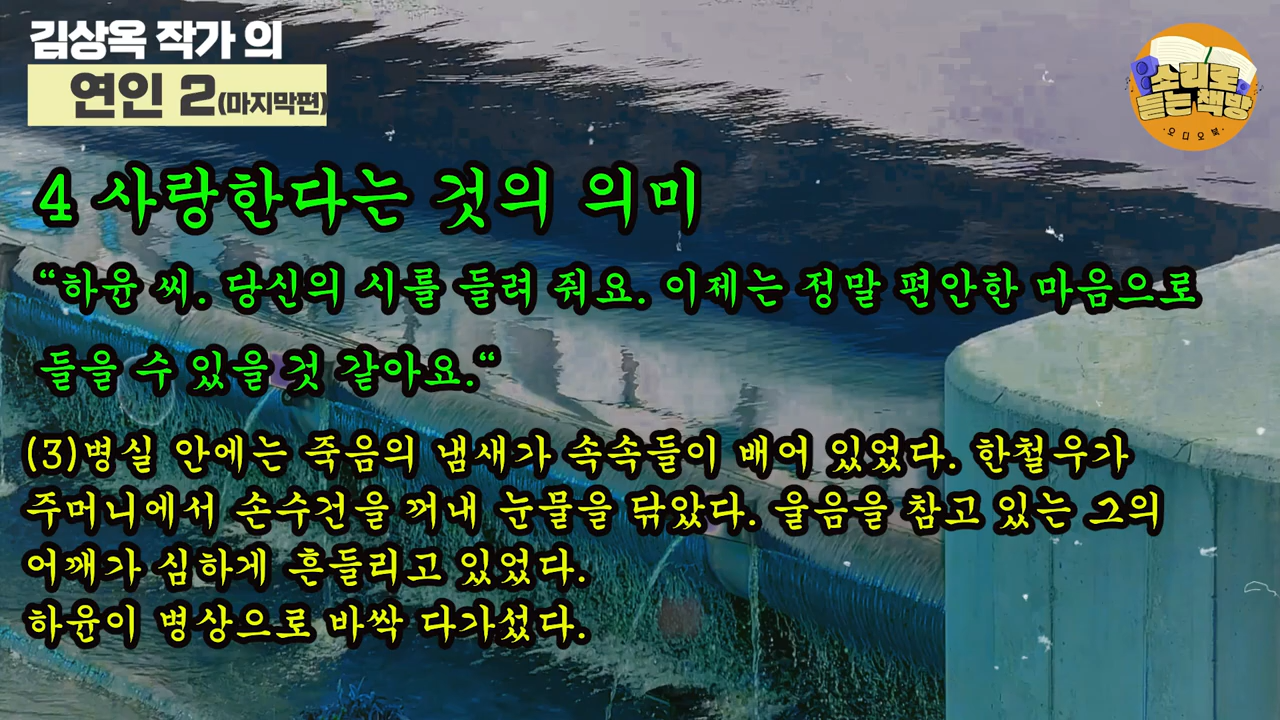 김상옥 작가 의
연인 2(마지막편)
소리로
듣는 책방
·오디오북·
4 사랑한다는 것의 의미
“하윤 씨. 당신의 시를 들려 줘요. 이제는 정말 편안한 마음으로
들을 수 있을 것 같아요.“
(3)병실 안에는 죽음의 냄새가 속속들이 배어 있었다. 한철우가
주머니에서 손수건을 꺼내 눈물을 닦았다. 울음을 참고 있는 그의
어깨가 심하게 흔들리고 있었다.
하윤이 병상으로 바싹 다가섰다.